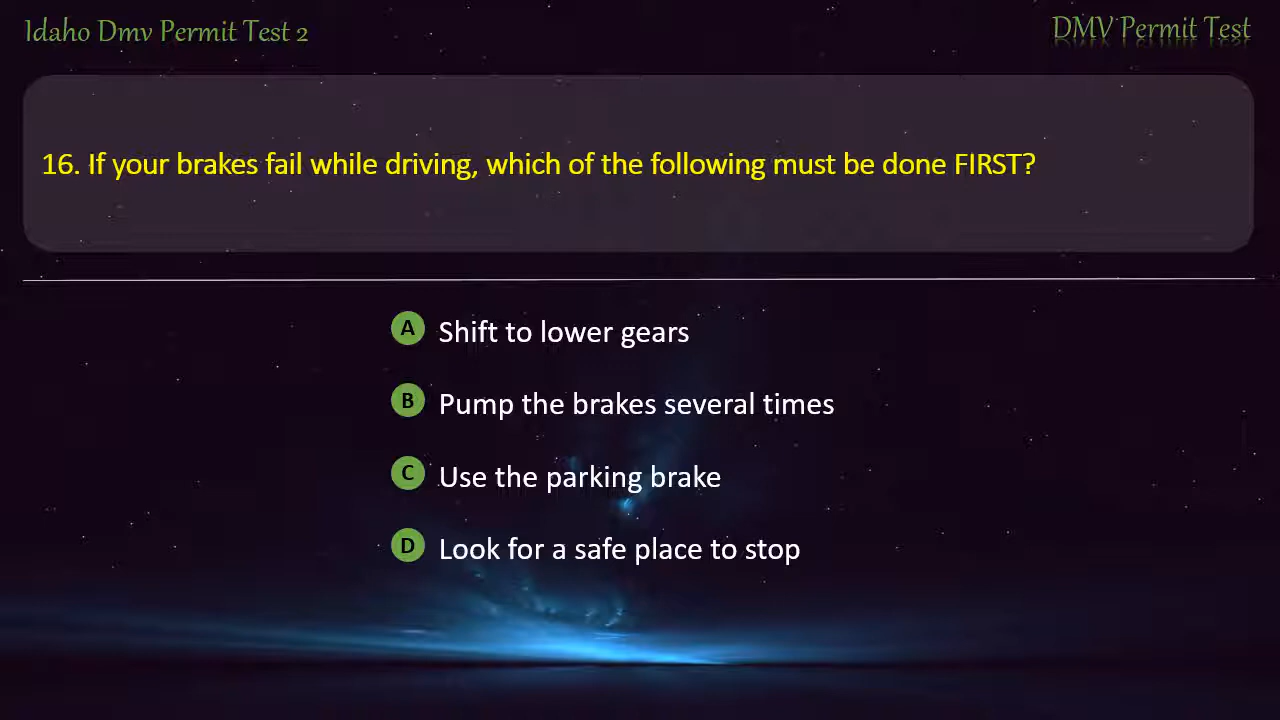 Idaho Dmv Permit Test 2
DMV Permit Test
16. If your brakes fail while driving, which of the following must be done FIRST?
A Shift to lower gears
B Pump the brakes several times
C Use the parking brake
D Look for a safe place to stop